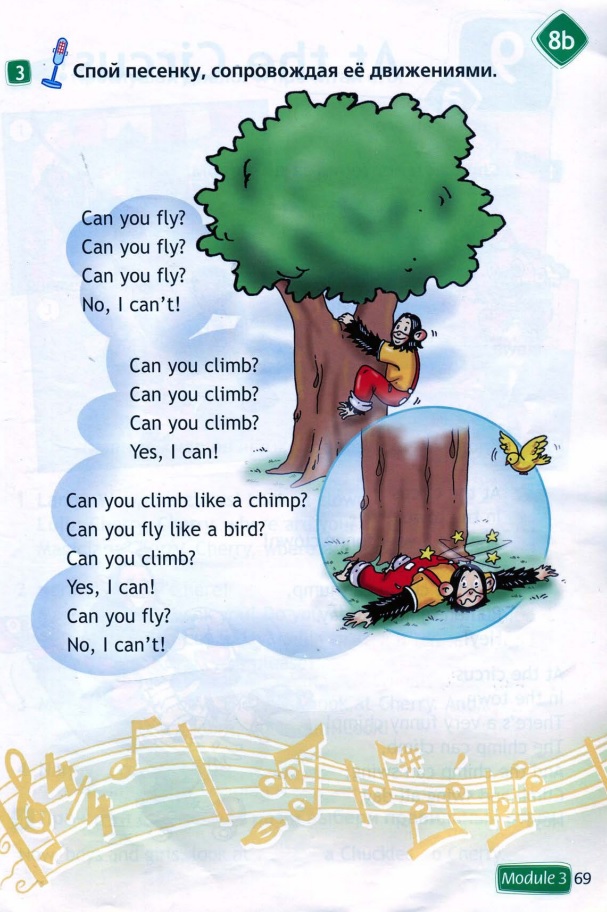 8b
3 Спой песенку, сопровождая её движениями.
Can you fly?
Can you fly?
Can you fly?
No, I can't!
Can you climb?
Can you climb?
Can you climb?
Yes, I can!
Can you climb like a chimp?
Can you fly like a bird?
Can you climb?
Yes, I can!
Can you fly?
No, I can't!
Module 3 69